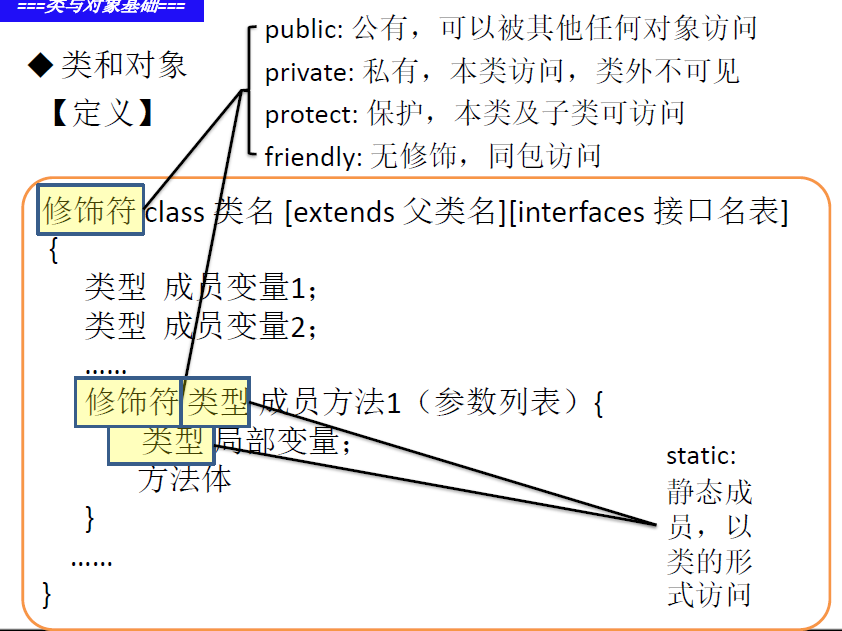 ===类与对象基础===
public: 公有，可以被其他任何对象访问
◆ 类和对象
private: 私有，本类访问，类外不可见
【定义】
protect: 保护，本类及子类可访问
friendly: 无修饰，同包访问
修饰符 class 类名 [extends 父类名][interfaces 接口名表]
{
类型 成员变量1；
类型 成员变量2；
……
修饰符 类型 成员方法1（参数列表）{
类型 局部变量；
方法体
}
……
}
static:
静态成
员，以
类的形
式访问